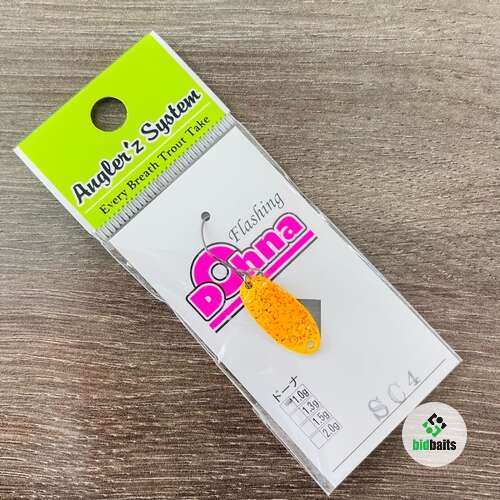 Angler'z System
Every Breath Trout Take
Flashing
Dohna
ドーナ
1.0g
1.3g
1.5g
2.0g
SC4
bidbaits